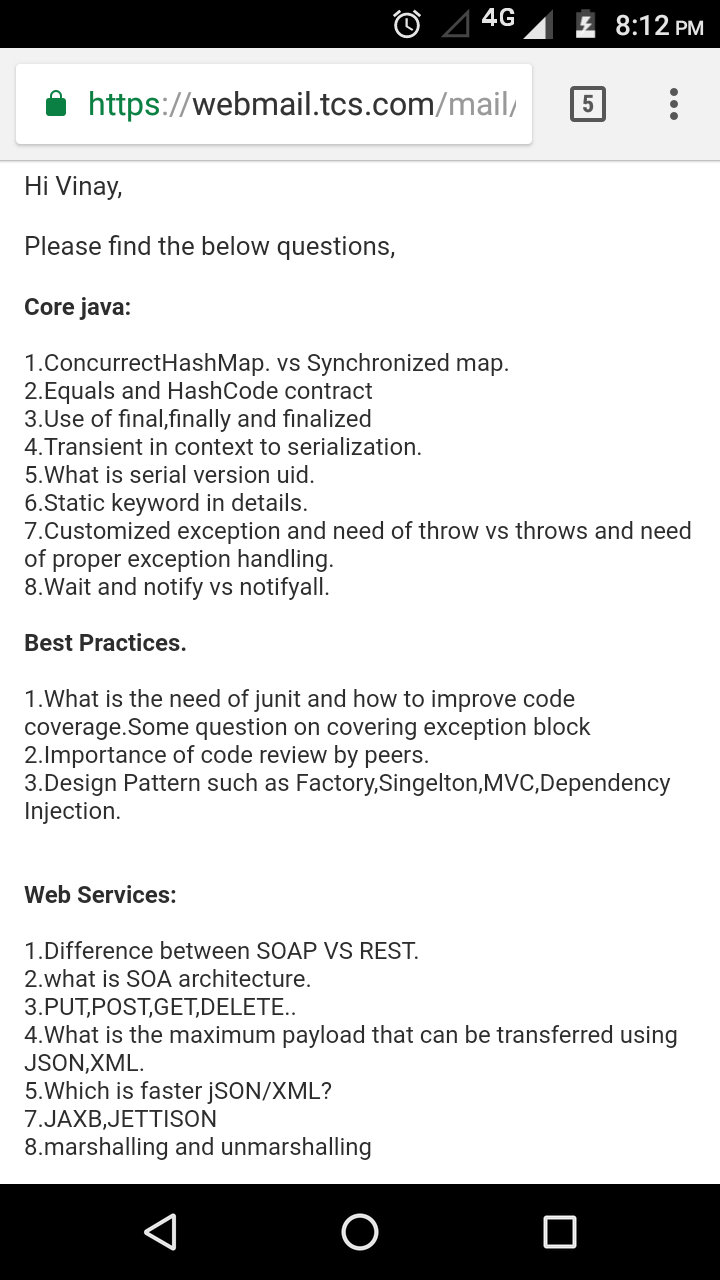 4G 8:12 PM
https://webmail.tcs.com/mail/ 5
Hi Vinay,
Please find the below questions,
Core java:
1.ConcurrectHashMap. vs Synchronized map.
2.Equals and HashCode contract
3.Use of final,finally and finalized
4.Transient in context to serialization.
5.What is serial version uid.
6.Static keyword in details.
7.Customized exception and need of throw vs throws and need
of proper exception handling.
8.Wait and notify vs notifyall.
Best Practices.
1.What is the need of junit and how to improve code
coverage.Some question on covering exception block
2.Importance of code review by peers.
3.Design Pattern such as Factory,Singelton,MVC,Dependency
Injection.
Web Services:
1.Difference between SOAP VS REST.
2.what is SOA architecture.
3.PUT,POST,GET,DELETE..
4.What is the maximum payload that can be transferred using
JSON,XML.
5.Which is faster jSON/XML?
7.JAXB,JETTISON
8.marshalling and unmarshalling